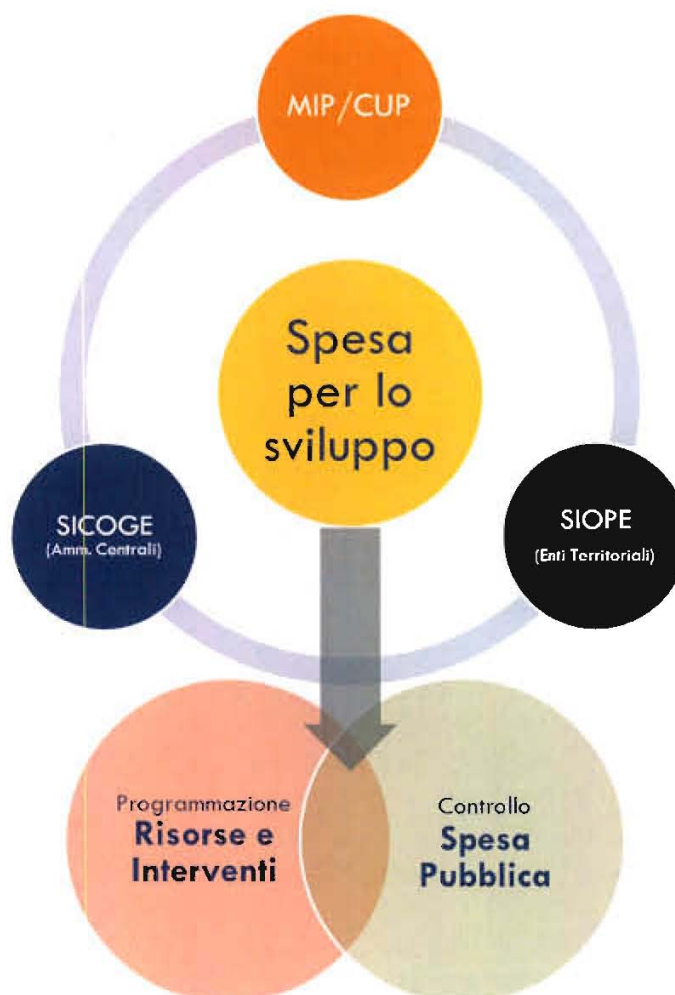 MIP/CUP
Spesa
per lo
sviluppo
SICOGE
(Amm. Centrali)
SIOPE
(Enti Territoriali)
Programmazione
Risorse e
Interventi
Controllo
Spesa
Pubblica